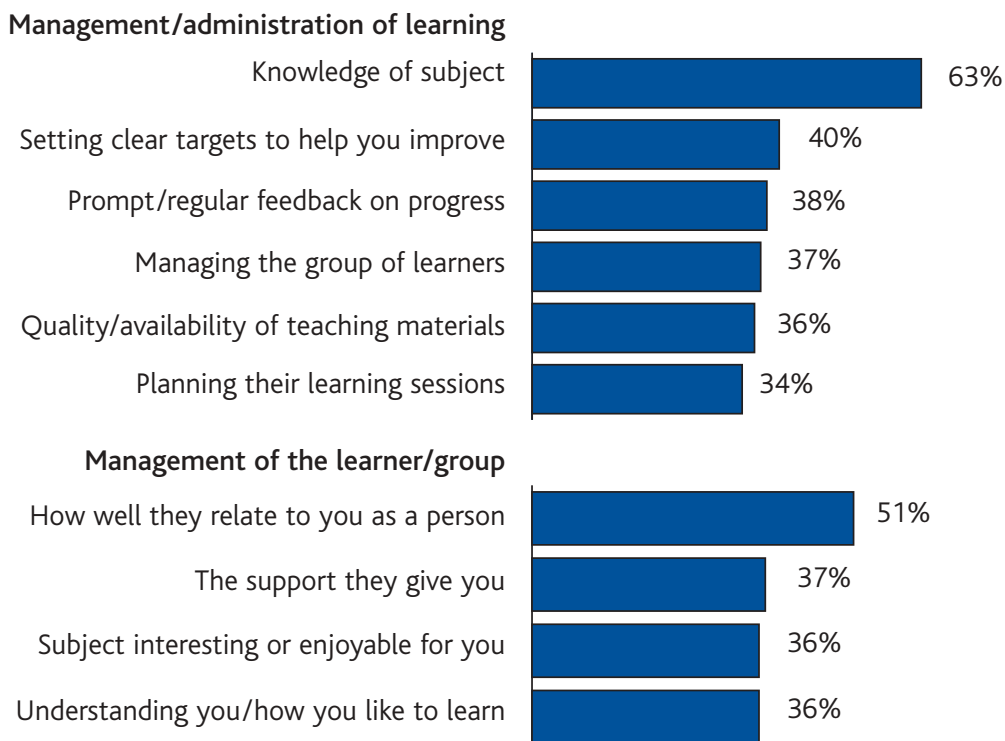 Management/administration of learning
Knowledge of subject 63%
Setting clear targets to help you improve 40%
Prompt/regular feedback on progress 38%
Managing the group of learners 37%
Quality/availability of teaching materials 36%
Planning their learning sessions 34%
Management of the learner/group
How well they relate to you as a person 51%
The support they give you 37%
Subject interesting or enjoyable for you 36%
Understanding you/how you like to learn 36%